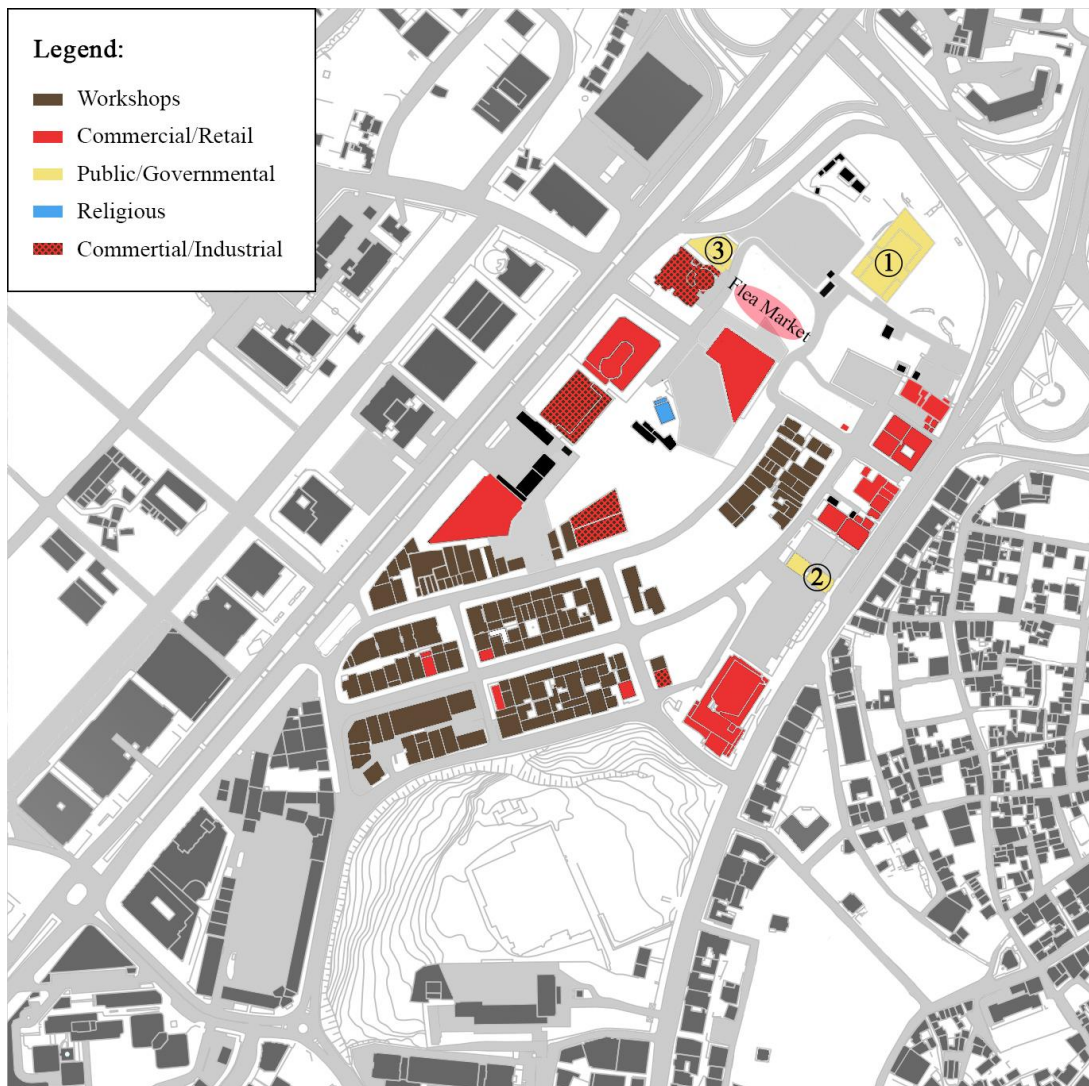 Legend:
Workshops
Commercial/Retail
Public/Governmental
Religious
Commertial/Industrial
③
①
Flea Market
②